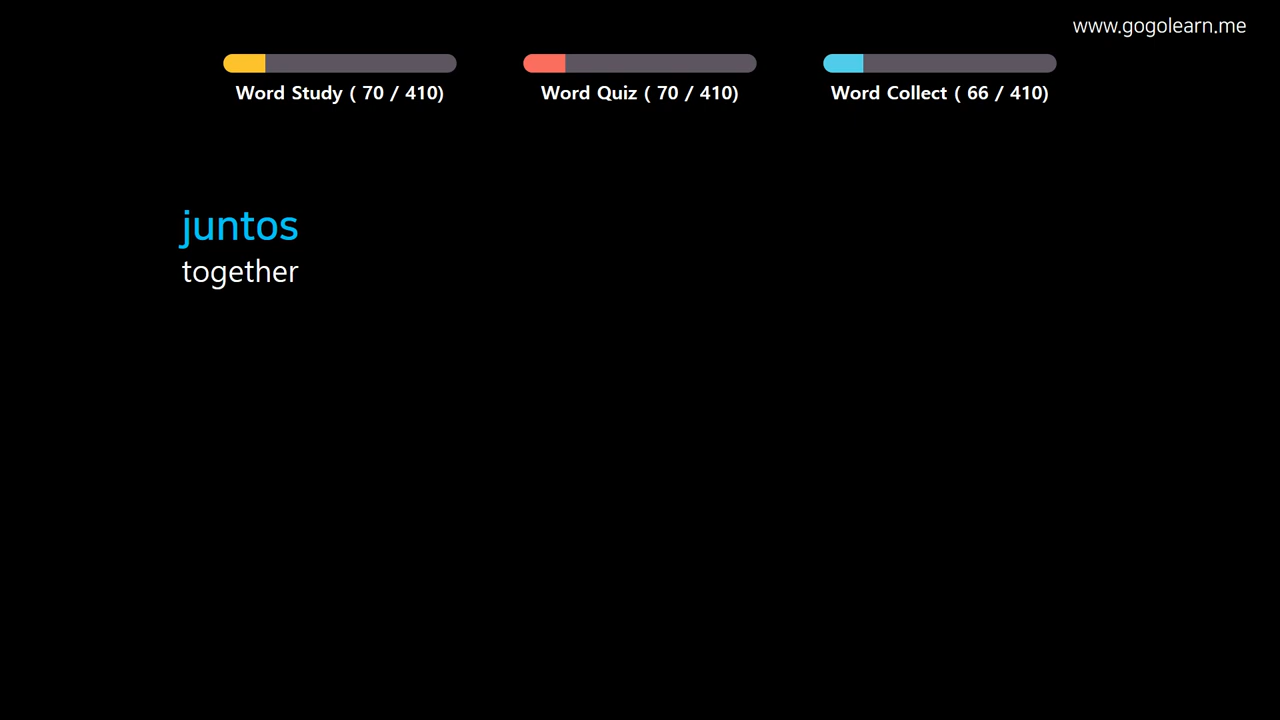 www.gogolearn.me
Word Study ( 70 / 410)
Word Quiz ( 70 / 410)
Word Collect ( 66 / 410)
juntos
together